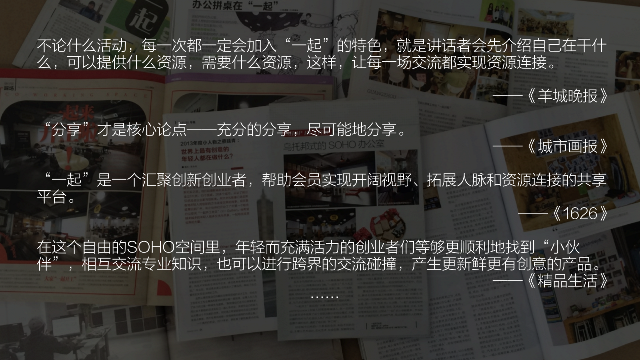 办公拼桌在“一起”
不论什么活动，每一次都一定会加入“一起”的特色，就是讲话者会先介绍自己在干什
么，可以提供什么资源，需要什么资源，这样，让每一场交流都实现资源连接。
——《羊城晚报》
“分享”才是核心论点——充分的分享，尽可能地分享。
——《城市画报》
“一起”是一个汇聚创新创业者，帮助会员实现开阔视野、拓展人脉和资源连接的共享
平台。
——《1626》
在这个自由的SOHO空间里，年轻而充满活力的创业者们等够更顺利地找到“小伙
伴”，相互交流专业知识，也可以进行跨界的交流碰撞，产生更新鲜更有创意的产品。
——《精品生活》
……